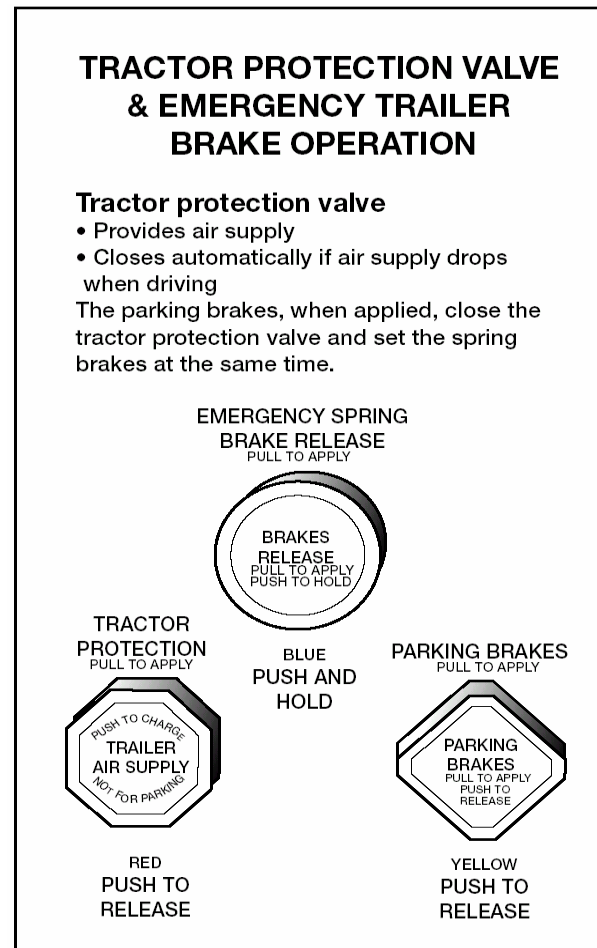 TRACTOR PROTECTION VALVE
& EMERGENCY TRAILER
BRAKE OPERATION
Tractor protection valve
• Provides air supply
• Closes automatically if air supply drops
when driving
The parking brakes, when applied, close the
tractor protection valve and set the spring
brakes at the same time.
EMERGENCY SPRING
BRAKE RELEASE
PULL TO APPLY
BRAKES
RELEASE
PULL TO APPLY
PUSH TO HOLD
BLUE
PUSH AND
HOLD
TRACTOR
PROTECTION
PULL TO APPLY
PUSH TO CHARGE
TRAILER
AIR SUPPLY
NOT FOR PARKING
RED
PUSH TO
RELEASE
PARKING BRAKES
PULL TO APPLY
PARKING
BRAKES
PULL TO APPLY
PUSH TO
RELEASE
YELLOW
PUSH TO
RELEASE